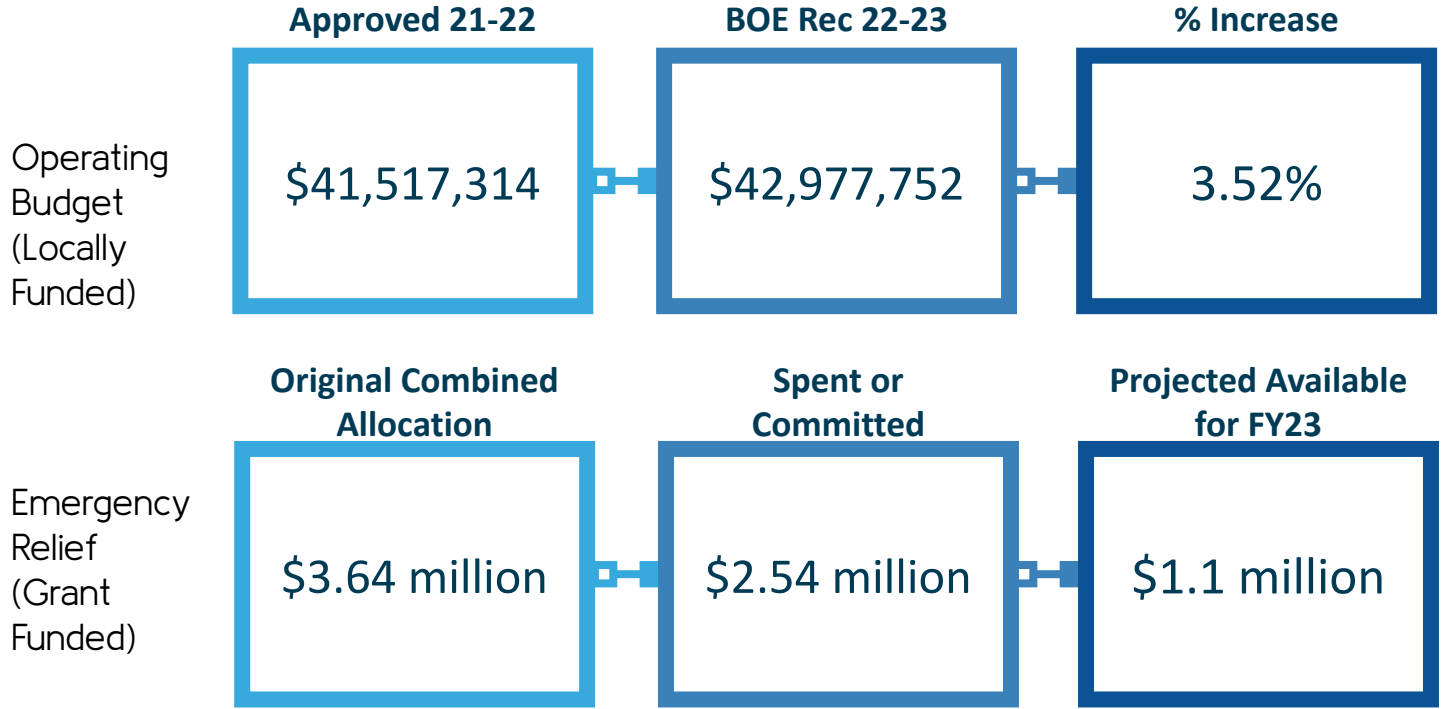 Approved 21-22
BOE Rec 22-23
% Increase
Operating
Budget
(Locally
Funded)
$41,517,314
$42,977,752
3.52%
Original Combined
Allocation
Spent or
Committed
Projected Available
for FY23
Emergency
Relief
(Grant
Funded)
$3.64 million
$2.54 million
$1.1 million